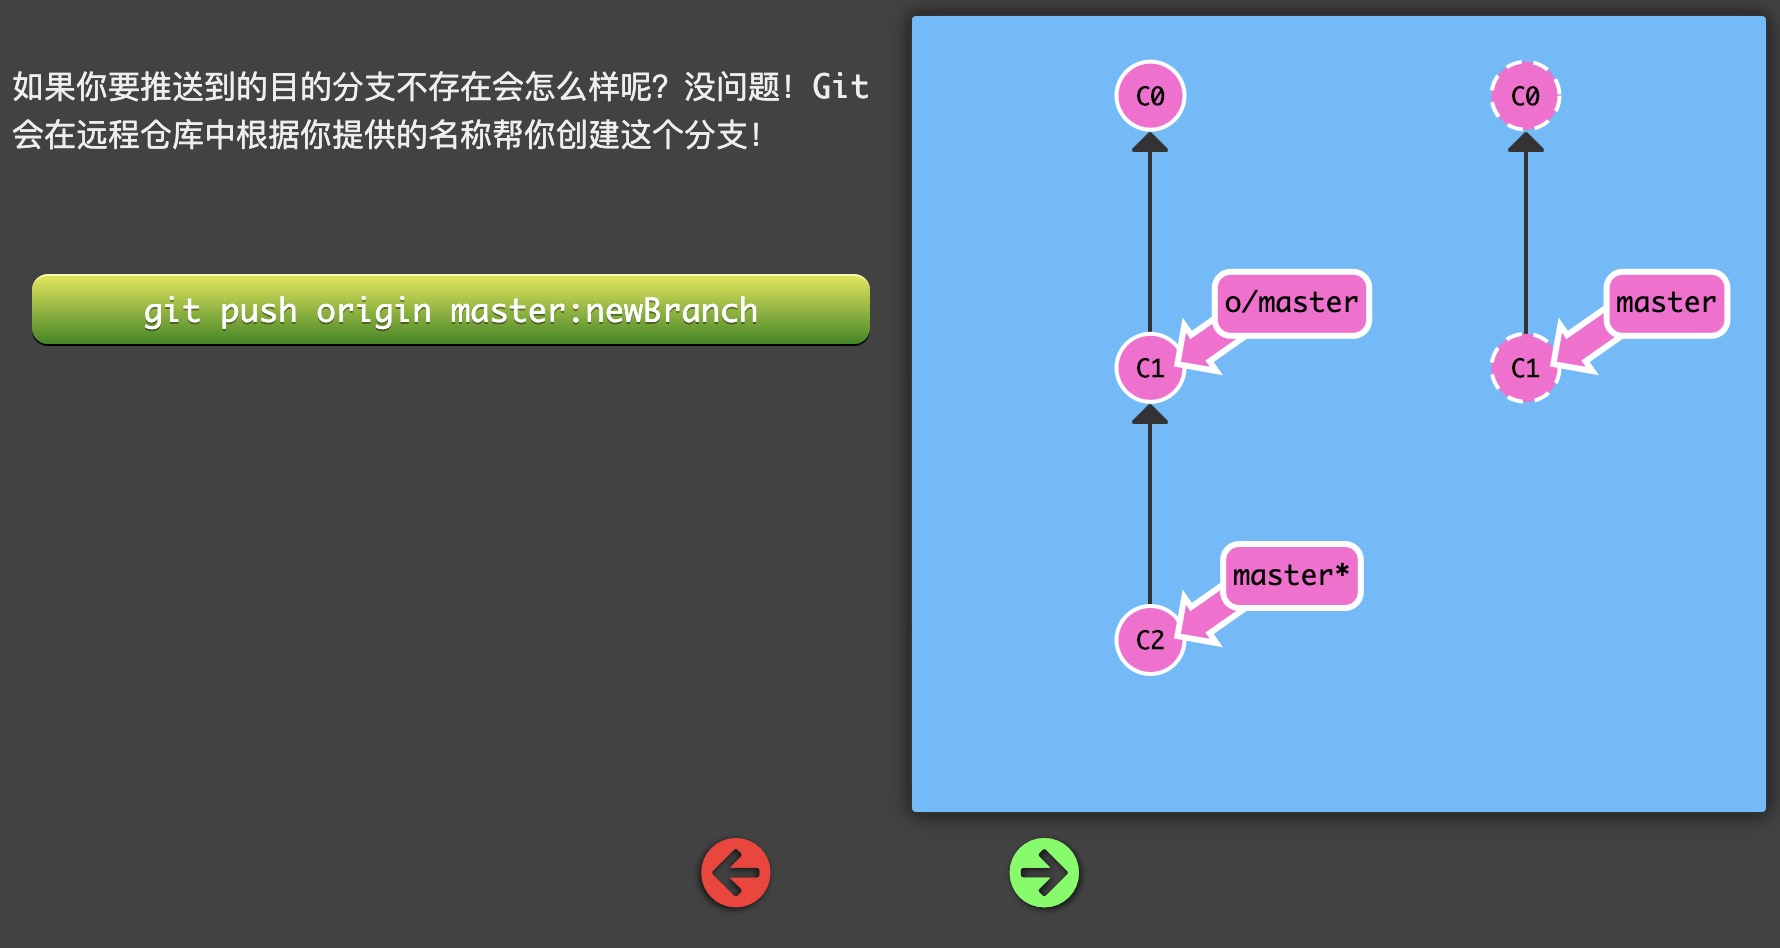 如果你要推送到的目的分支不存在会怎么样呢？没问题！Git
会在远程仓库中根据你提供的名称帮你创建这个分支！
git push origin master:newBranch
C0
C0
o/master
master
C1
C1
master*
C2